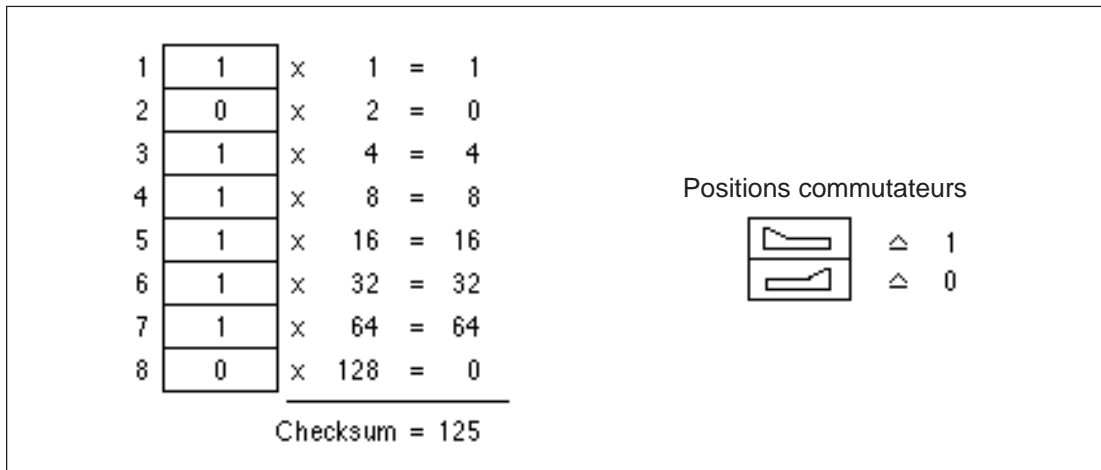 1 1 × 1 = 1
2 0 × 2 = 0
3 1 × 4 = 4
4 1 × 8 = 8
5 1 × 16 = 16
6 1 × 32 = 32
7 1 × 64 = 64
8 0 × 128 = 0
Checksum = 125
Positions commutateurs
≙ 1
≙ 0